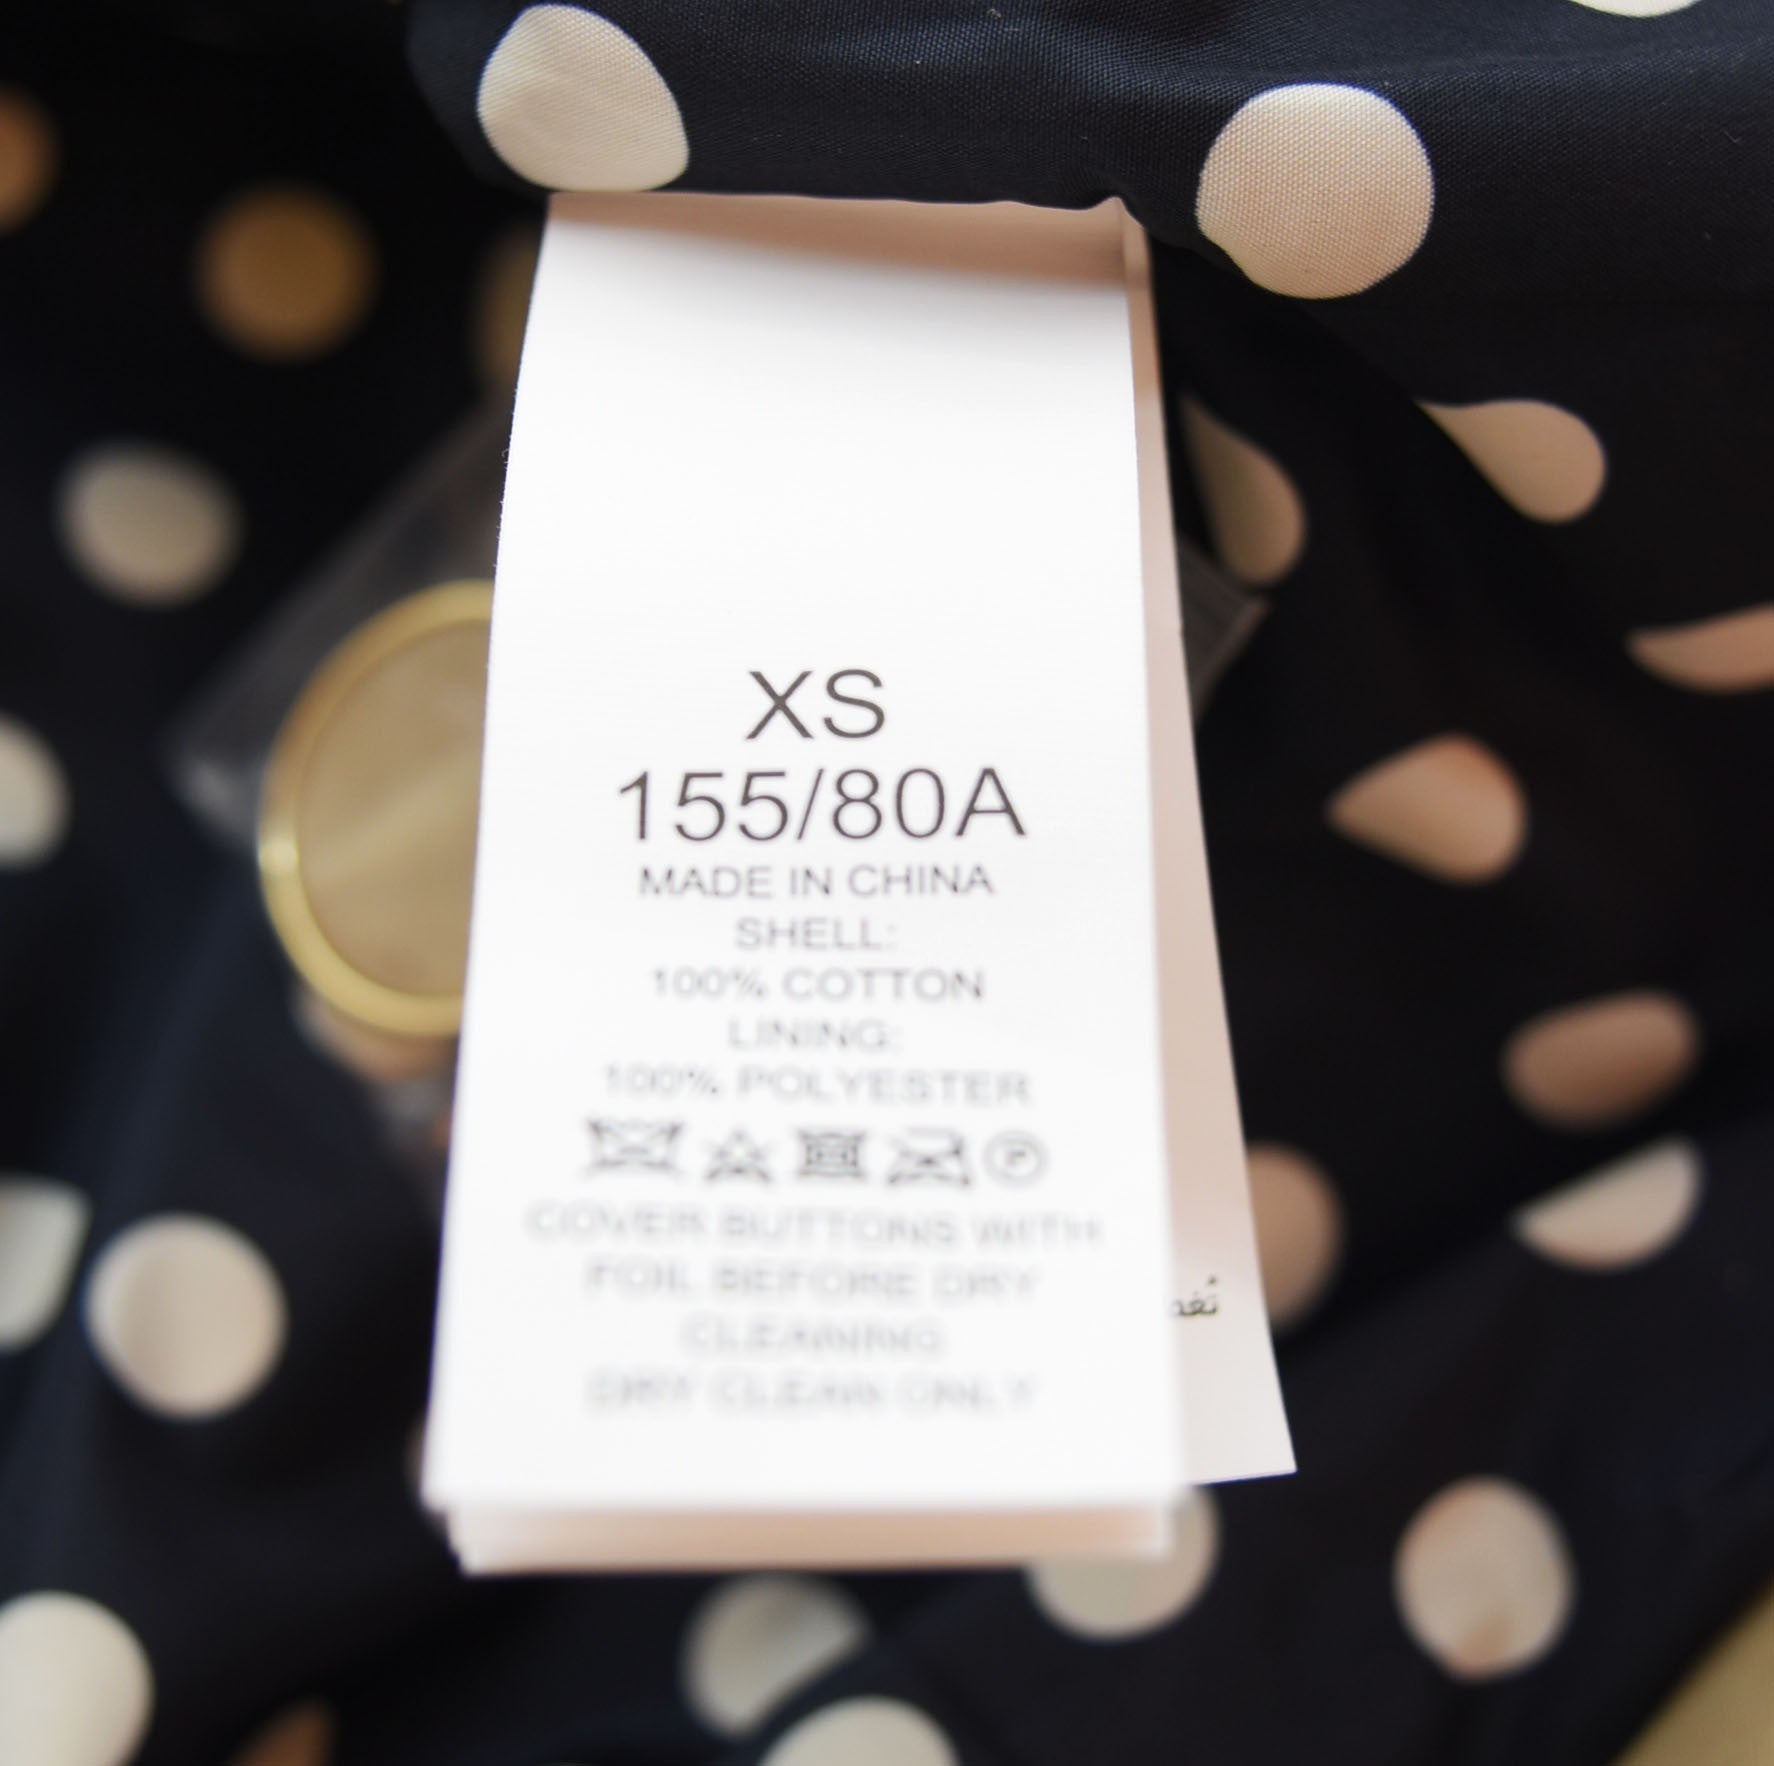 XS
155/80A
MADE IN CHINA
SHELL:
100% COTTON
LINING:
100% POLYESTER
P
COVER BUTTONS WITH
FOIL BEFORE DRY
CLEANING
DRY CLEAN ONLY